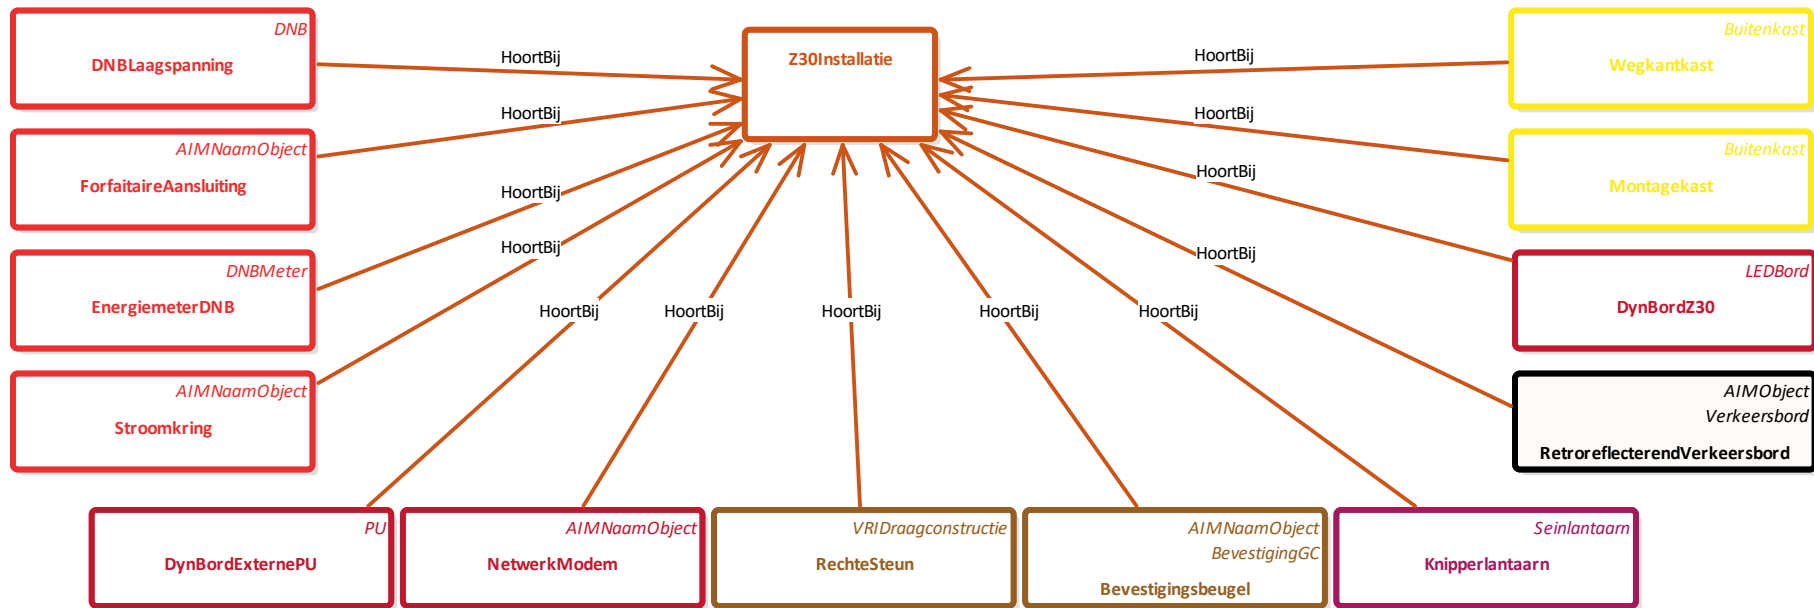 DNB
DNBLaagspanning
AIMNaamObject
ForfaitaireAansluiting
DNBMeter
EnergiemeterDNB
AIMNaamObject
Stroomkring
Z30Installatie
Buitenkast
Wegkantkast
Buitenkast
Montagekast
LEDBord
DynBordZ30
AIMObject
Verkeersbord
RetroreflecterendVerkeersbord
HoortBij
HoortBij
HoortBij
HoortBij
HoortBij
HoortBij
HoortBij
HoortBij
HoortBij
HoortBij
HoortBij
HoortBij
HoortBij
PU
DynBordExternePU
AIMNaamObject
NetwerkModem
VRIDraagconstructie
RechteSteun
AIMNaamObject
BevestigingGC
Bevestigingsbeugel
Seinlantaarn
Knipperlantaarn